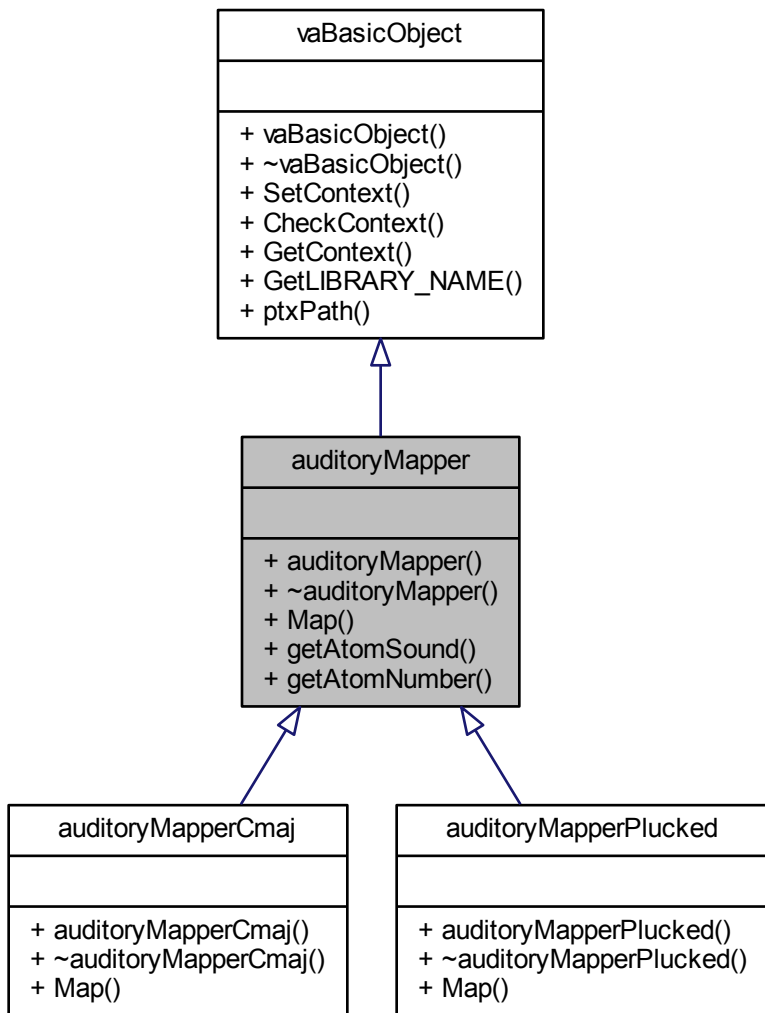 vaBasicObject
+ vaBasicObject()
+ ~vaBasicObject()
+ SetContext()
+ CheckContext()
+ GetContext()
+ GetLIBRARY_NAME()
+ ptxPath()
auditoryMapper
+ auditoryMapper()
+ ~auditoryMapper()
+ Map()
+ getAtomSound()
+ getAtomNumber()
auditoryMapperCmaj
+ auditoryMapperCmaj()
+ ~auditoryMapperCmaj()
+ Map()
auditoryMapperPlucked
+ auditoryMapperPlucked()
+ ~auditoryMapperPlucked()
+ Map()